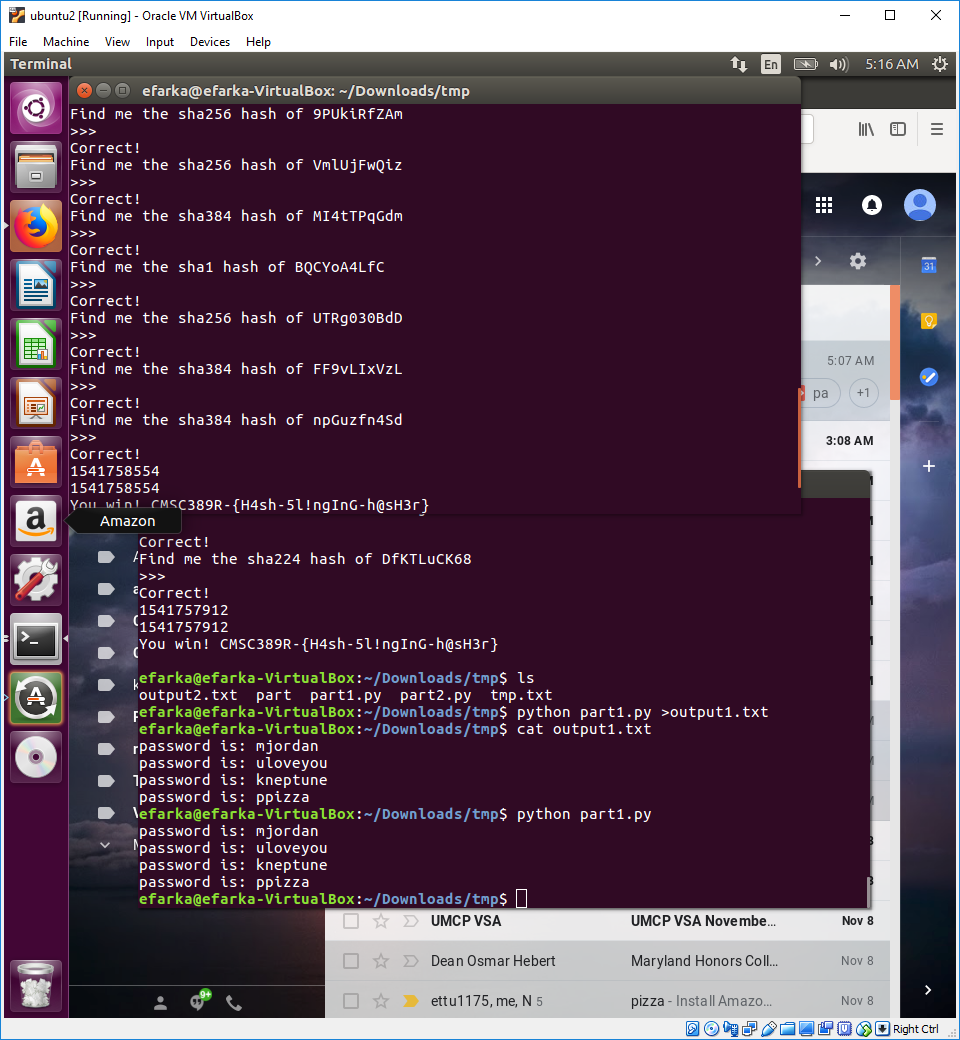 ubuntu2 [Running] - Oracle VM VirtualBox
File Machine View Input Devices Help
Terminal
En
5:16 AM
efarka@efarka-VirtualBox: ~/Downloads/tmp
Find me the sha256 hash of 9PUkiRfZAm
>>>
Correct!
Find me the sha256 hash of VmlUjFwQiz
>>>
Correct!
Find me the sha384 hash of MI4tTPqGdm
>>>
Correct!
Find me the sha1 hash of BQCYoA4LfC
>>>
Correct!
Find me the sha256 hash of UTRg030BdD
>>>
Correct!
Find me the sha384 hash of FF9vLIxVzL
>>>
Correct!
Find me the sha384 hash of npGuzfn4Sd
>>>
Correct!
1541758554
1541758554
You win! CMSC389R-{H4sh-5l!ngInG-h@sH3r}
31
5:07 AM
pa
+1
3:08 AM
Amazon
Correct!
Find me the sha224 hash of DfKTLuCK68
>>>
Correct!
1541757912
1541757912
You win! CMSC389R-{H4sh-5l!ngInG-h@sH3r}
efarka@efarka-VirtualBox:~/Downloads/tmp$ ls
output2.txt part part1.py part2.py tmp.txt
efarka@efarka-VirtualBox:~/Downloads/tmp$ python part1.py >output1.txt
efarka@efarka-VirtualBox:~/Downloads/tmp$ cat output1.txt
password is: mjordan
password is: uloveyou
password is: kneptune
password is: ppizza
efarka@efarka-VirtualBox:~/Downloads/tmp$ python part1.py
password is: mjordan
password is: uloveyou
password is: kneptune
password is: ppizza
efarka@efarka-VirtualBox:~/Downloads/tmp$
UMCP VSA UMCP VSA Novembe... Nov 8
Dean Osmar Hebert Maryland Honors Coll... Nov 8
ettu1175, me, N 5 pizza - Install Amazo... Nov 8
9+
Right Ctrl